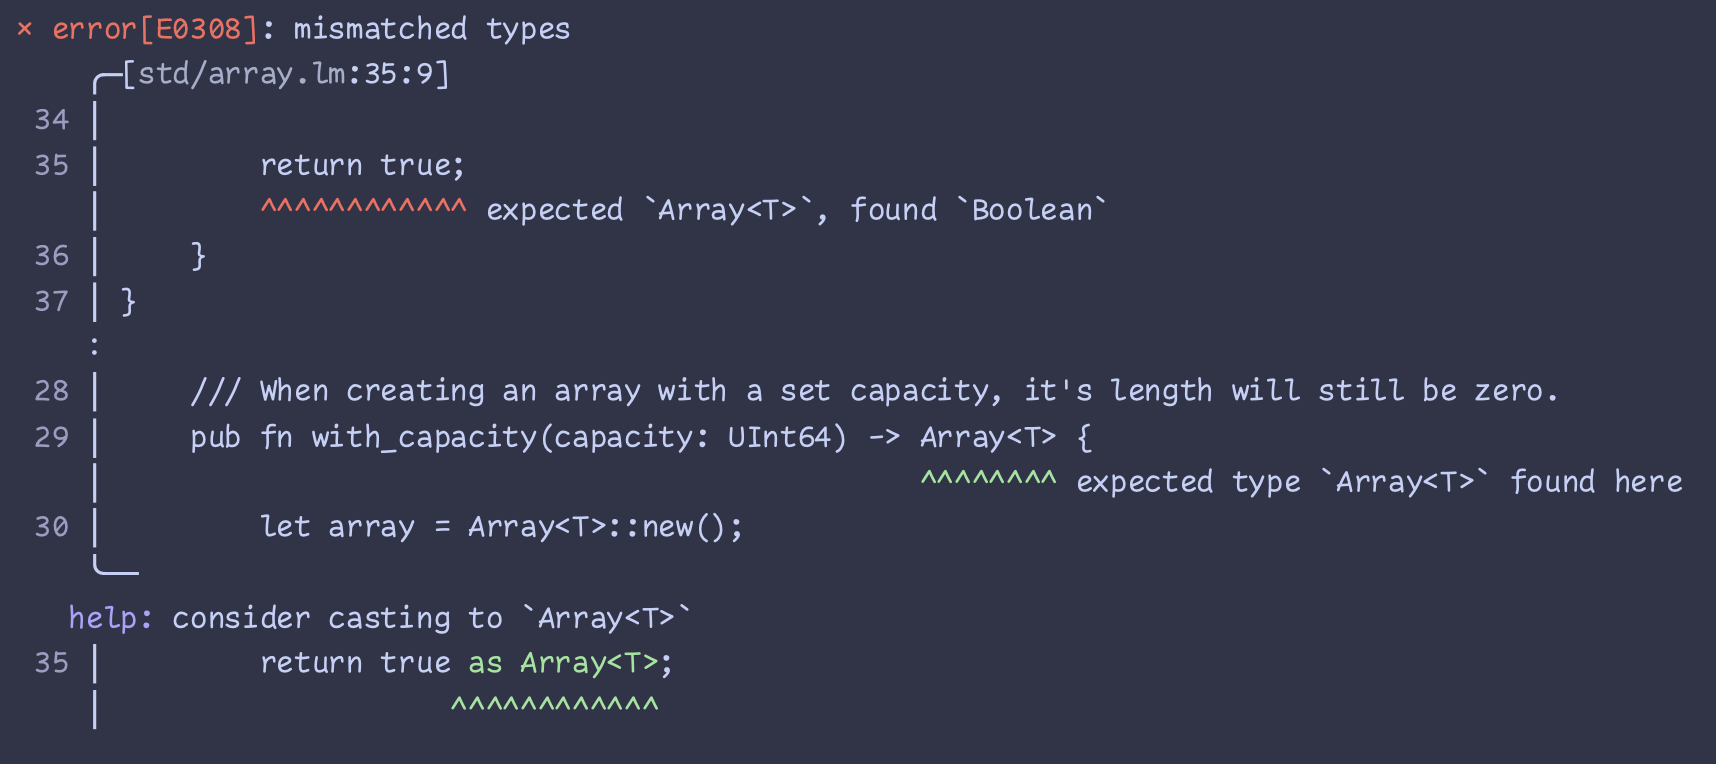 × error[E0308]: mismatched types
╭─[std/array.lm:35:9]
34 │
35 │         return true;
   │         ^^^^^^^^^^^^ expected `Array<T>`, found `Boolean`
36 │     }
37 │ }
   :
28 │     /// When creating an array with a set capacity, it's length will still be zero.
29 │     pub fn with_capacity(capacity: UInt64) -> Array<T> {
   │                                               ^^^^^^^^ expected type `Array<T>` found here
30 │         let array = Array<T>::new();
   ╰──
help: consider casting to `Array<T>`
35 │         return true as Array<T>;
   │                    ^^^^^^^^^^^^